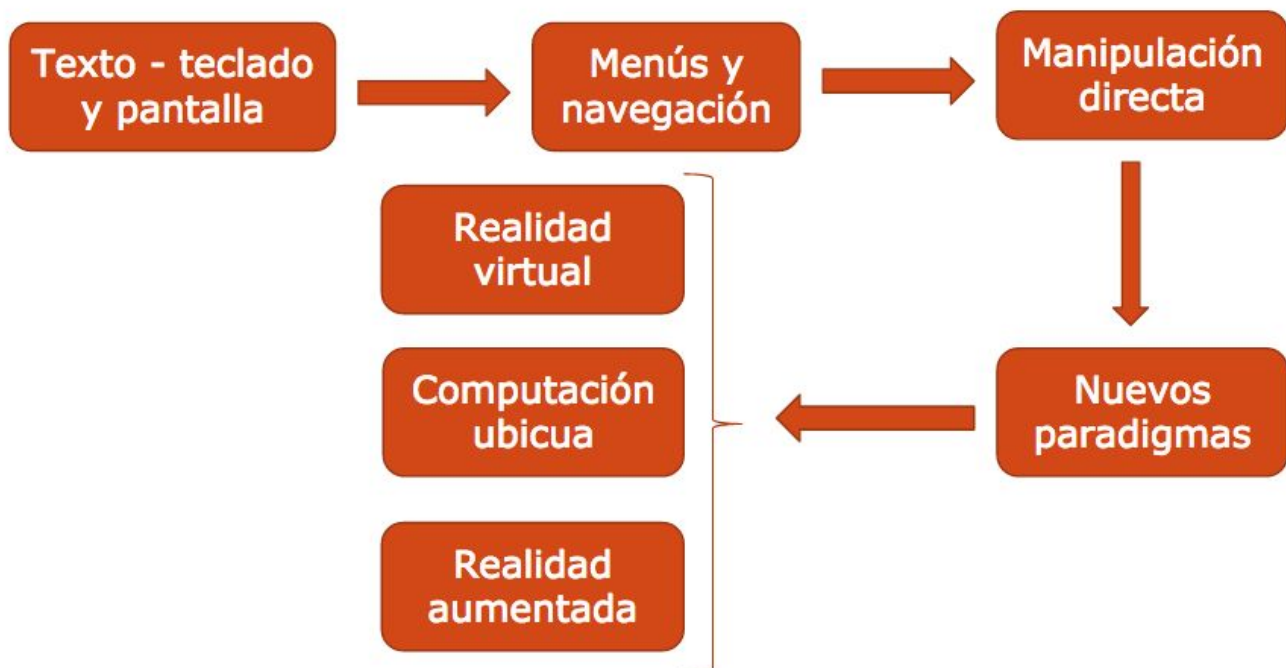 Texto - teclado
y pantalla
Menús y
navegación
Manipulación
directa
Nuevos
paradigmas
Realidad
virtual
Computación
ubicua
Realidad
aumentada